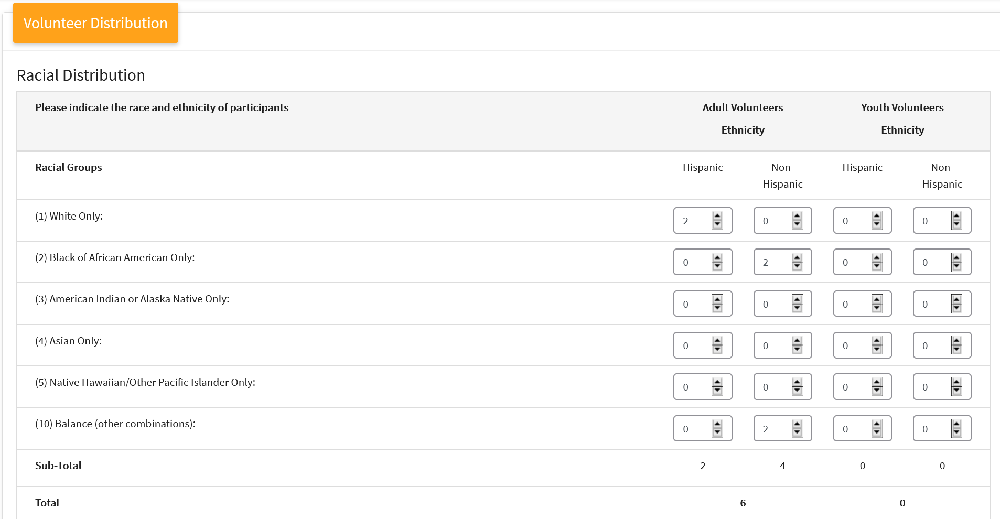 Volunteer Distribution
Racial Distribution
Please indicate the race and ethnicity of participants
Adult Volunteers
Ethnicity
Youth Volunteers
Ethnicity
Racial Groups
Hispanic
Non-
Hispanic
Hispanic
Non-
Hispanic
(1) White Only: 2 0 0 0
(2) Black of African American Only: 0 2 0 0
(3) American Indian or Alaska Native Only: 0 0 0 0
(4) Asian Only: 0 0 0 0
(5) Native Hawaiian/Other Pacific Islander Only: 0 0 0 0
(10) Balance (other combinations): 0 2 0 0
Sub-Total 2 4 0 0
Total 6 0